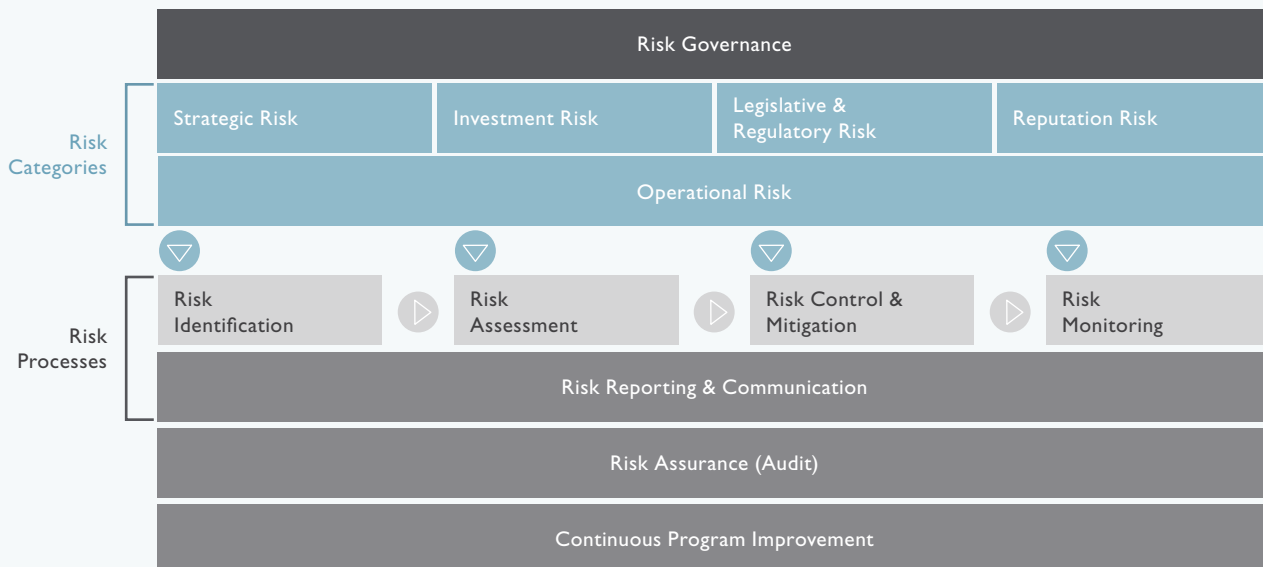 Risk Governance
Risk
Categories
Strategic Risk
Investment Risk
Legislative &
Regulatory Risk
Reputation Risk
Operational Risk
Risk
Processes
Risk
Identification
Risk
Assessment
Risk Control &
Mitigation
Risk
Monitoring
Risk Reporting & Communication
Risk Assurance (Audit)
Continuous Program Improvement